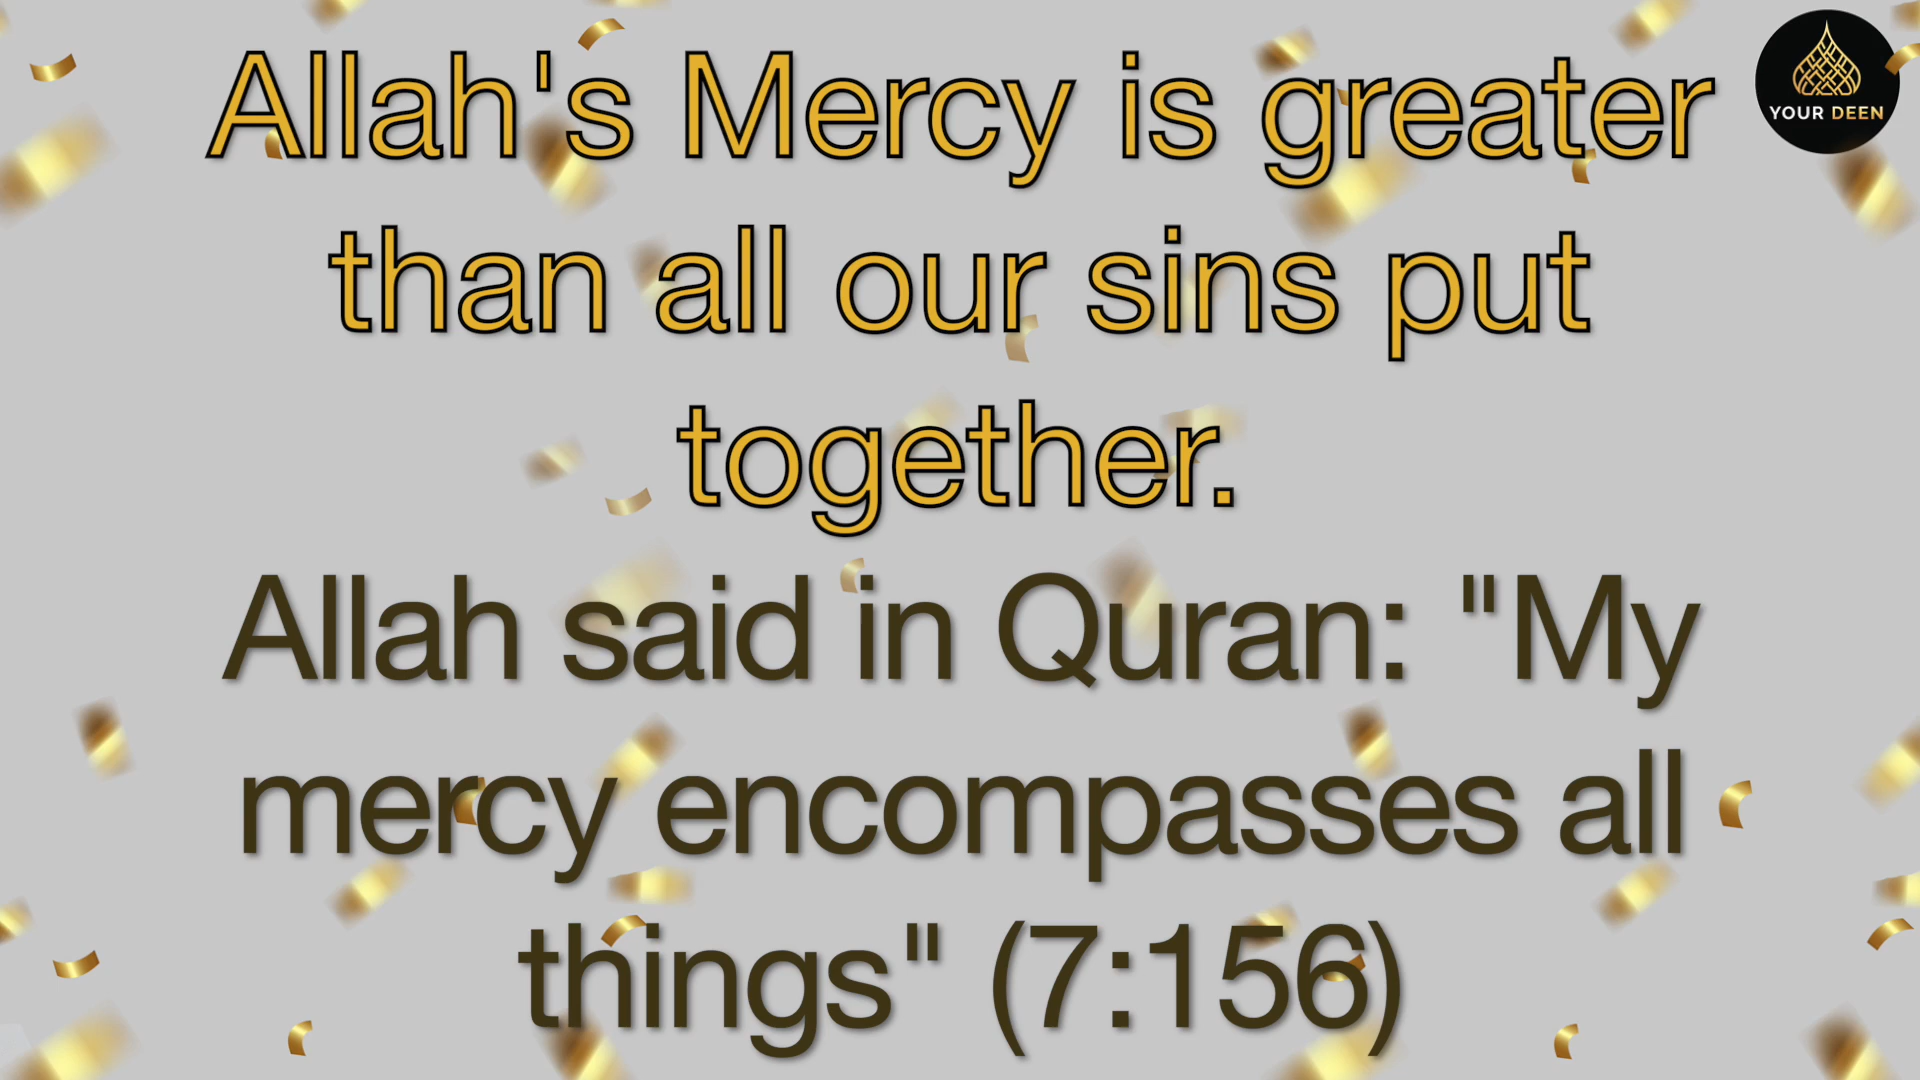 Allah's Mercy is greater
than all our sins put
together.
Allah said in Quran: "My
mercy encompasses all
things" (7:156)
YOUR DEEN